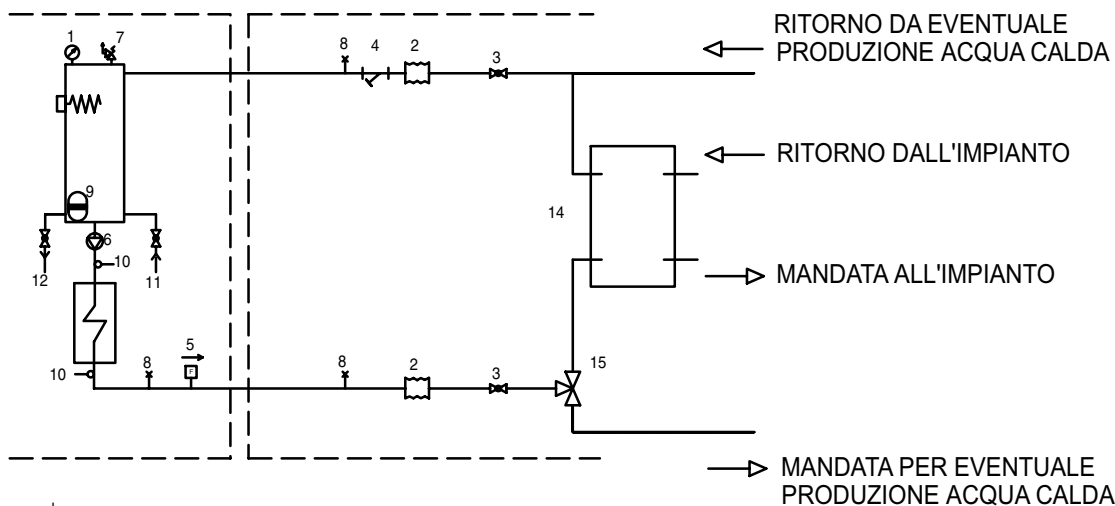 RITORNO DA EVENTUALE
PRODUZIONE ACQUA CALDA
1
7
8
4
2
3
RITORNO DALL'IMPIANTO
9
14
6
10
12
11
MANDATA ALL'IMPIANTO
5
F
8
10
8
2
3
15
MANDATA PER EVENTUALE
PRODUZIONE ACQUA CALDA